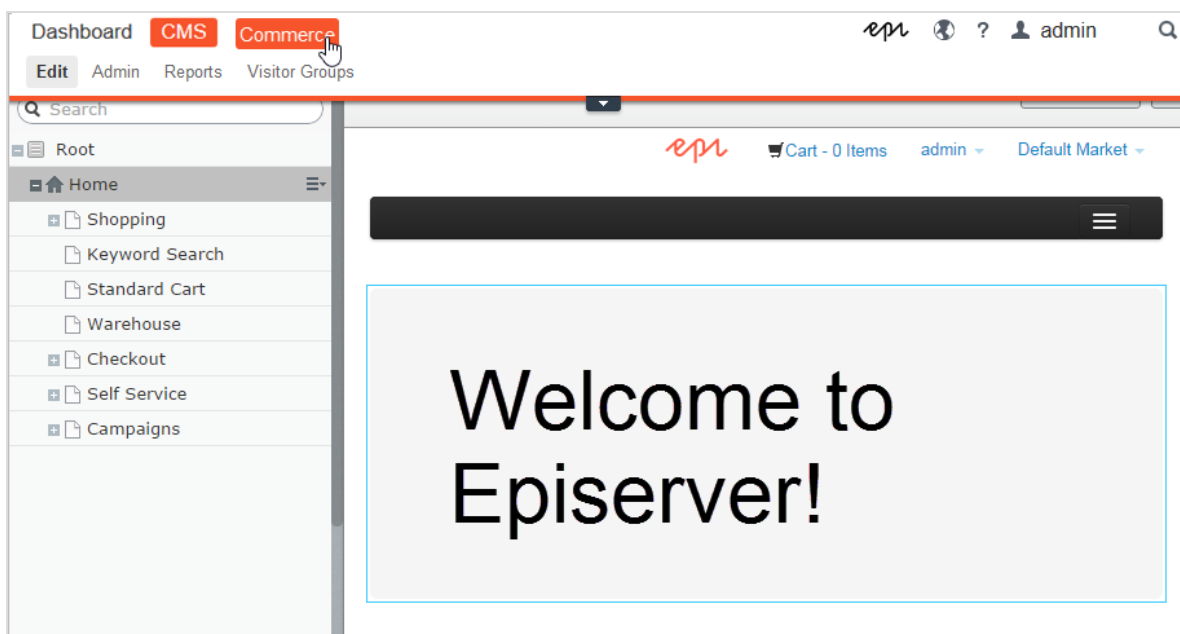 Dashboard CMS Commerce epi ? admin
Edit Admin Reports Visitor Groups
Search
Root
Home
Shopping
Keyword Search
Standard Cart
Warehouse
Checkout
Self Service
Campaigns
epi Cart - 0 Items admin Default Market
Welcome to
Episerver!